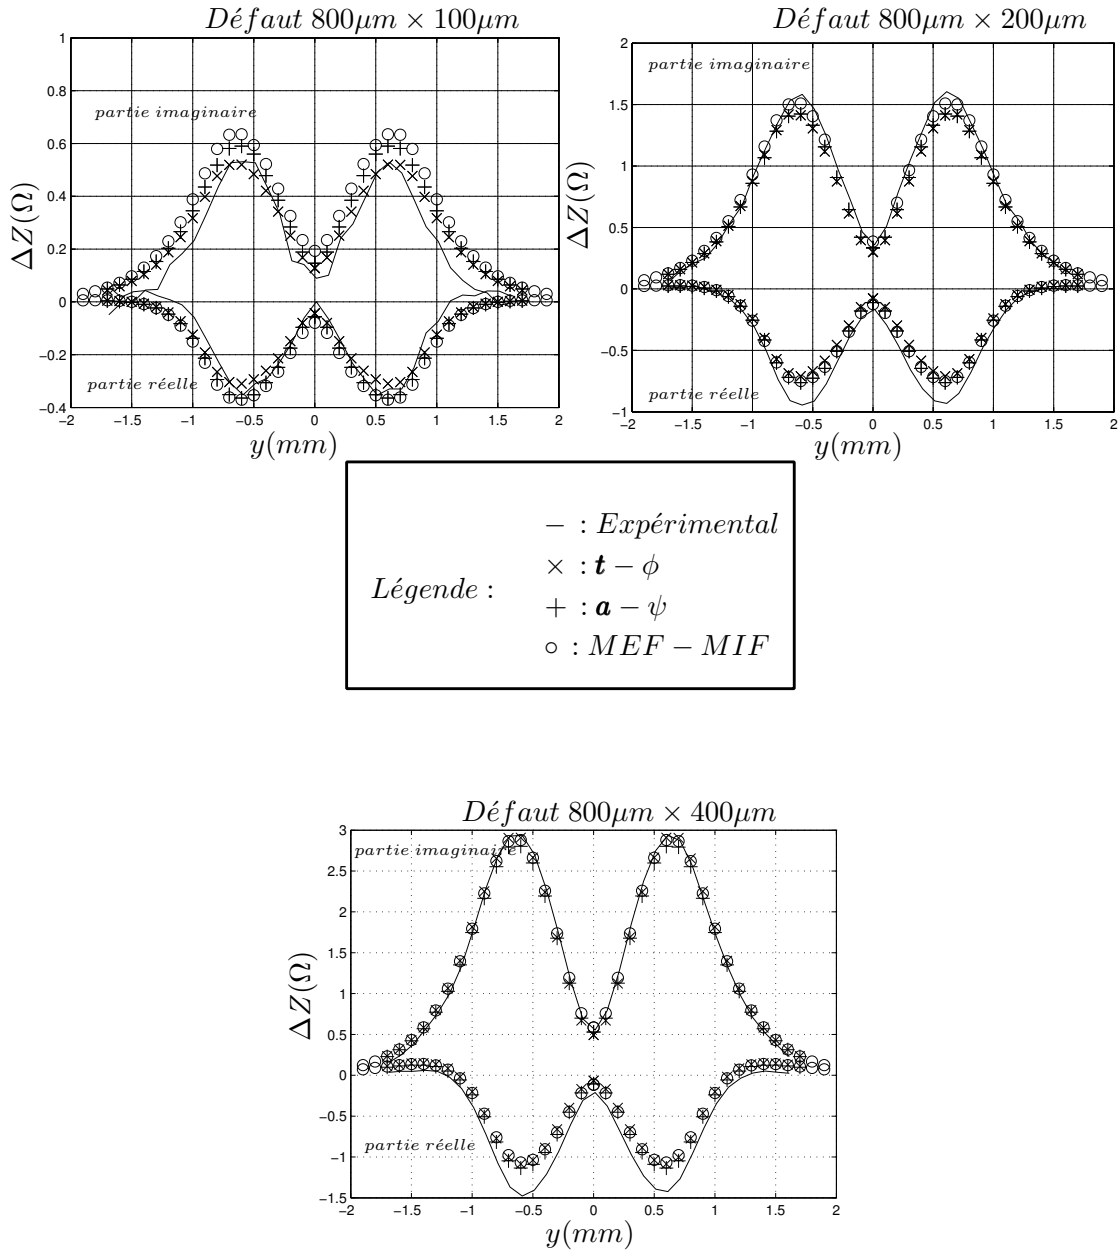 Défaut 800µm × 100µm
1
0.8
0.6
0.4
0.2
0
−0.2
−0.4
ΔZ(Ω)
partie imaginaire
partie réelle
−2 −1.5 −1 −0.5 0 0.5 1 1.5 2
y(mm)
Défaut 800µm × 200µm
2
1.5
1
0.5
0
−0.5
−1
ΔZ(Ω)
partie imaginaire
partie réelle
−2 −1.5 −1 −0.5 0 0.5 1 1.5 2
y(mm)
Légende :
− : Expérimental
× : t − ϕ
+ : a − ψ
○ : MEF − MIF
Défaut 800µm × 400µm
3
2.5
2
1.5
1
0.5
0
−0.5
−1
−1.5
ΔZ(Ω)
partie imaginaire
partie réelle
−2 −1.5 −1 −0.5 0 0.5 1 1.5 2
y(mm)